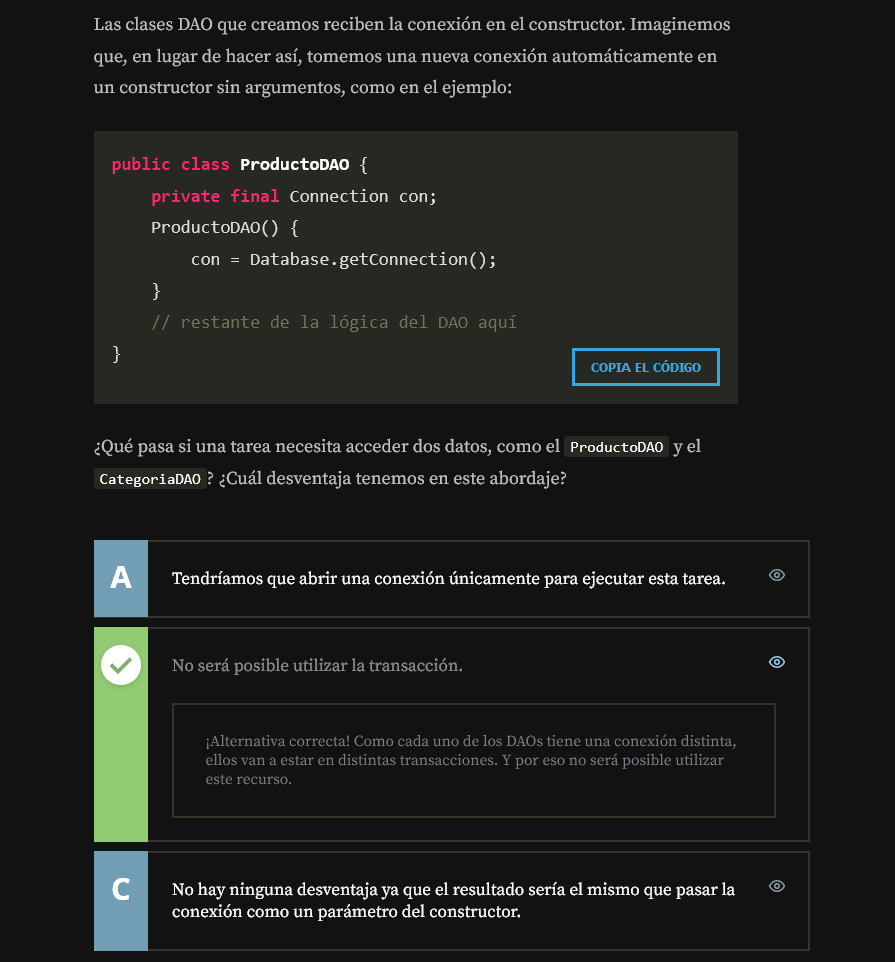 Las clases DAO que creamos reciben la conexión en el constructor. Imaginemos
que, en lugar de hacer así, tomemos una nueva conexión automáticamente en
un constructor sin argumentos, como en el ejemplo:
public class ProductoDAO {
    private final Connection con;
    ProductoDAO() {
        con = Database.getConnection();
    }
    // restante de la lógica del DAO aquí
}
COPIA EL CÓDIGO
¿Qué pasa si una tarea necesita acceder dos datos, como el ProductoDAO y el
CategoriaDAO? ¿Cuál desventaja tenemos en este abordaje?
A
Tendríamos que abrir una conexión únicamente para ejecutar esta tarea.
No será posible utilizar la transacción.
¡Alternativa correcta! Como cada uno de los DAOs tiene una conexión distinta,
ellos van a estar en distintas transacciones. Y por eso no será posible utilizar
este recurso.
C
No hay ninguna desventaja ya que el resultado sería el mismo que pasar la
conexión como un parámetro del constructor.